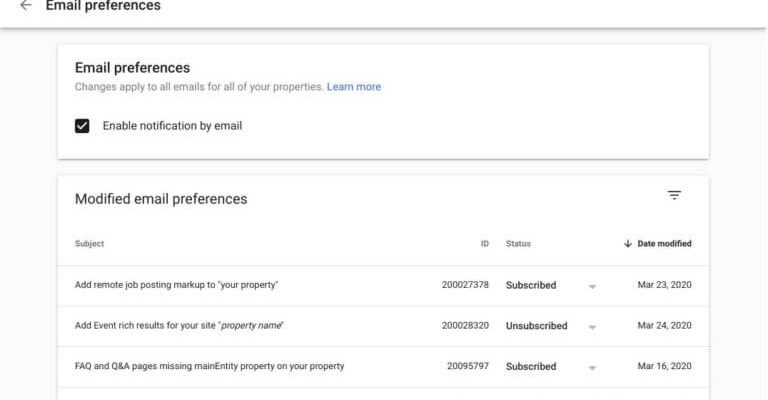 Email preferences
Email preferences
Changes apply to all emails for all of your properties. Learn more
Enable notification by email
Modified email preferences
Subject ID Status Date modified
Add remote job posting markup to "your property" 200027378 Subscribed Mar 23, 2020
Add Event rich results for your site "property name" 200028320 Unsubscribed Mar 24, 2020
FAQ and Q&A pages missing mainEntity property on your property 20095797 Subscribed Mar 16, 2020